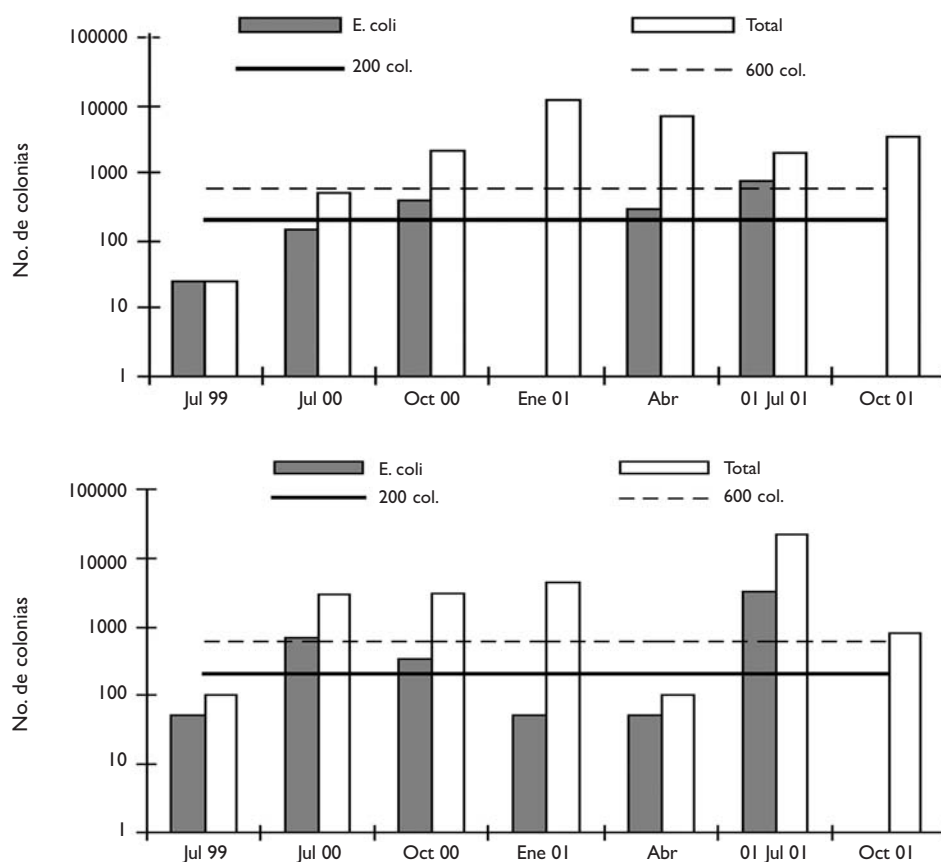 E. coli Total
200 col. 600 col.
100000
10000
1000
100
10
1
No. de colonias
Jul 99 Jul 00 Oct 00 Ene 01 Abr 01 Jul 01 Oct 01
E. coli Total
200 col. 600 col.
100000
10000
1000
100
10
1
No. de colonias
Jul 99 Jul 00 Oct 00 Ene 01 Abr 01 Jul 01 Oct 01